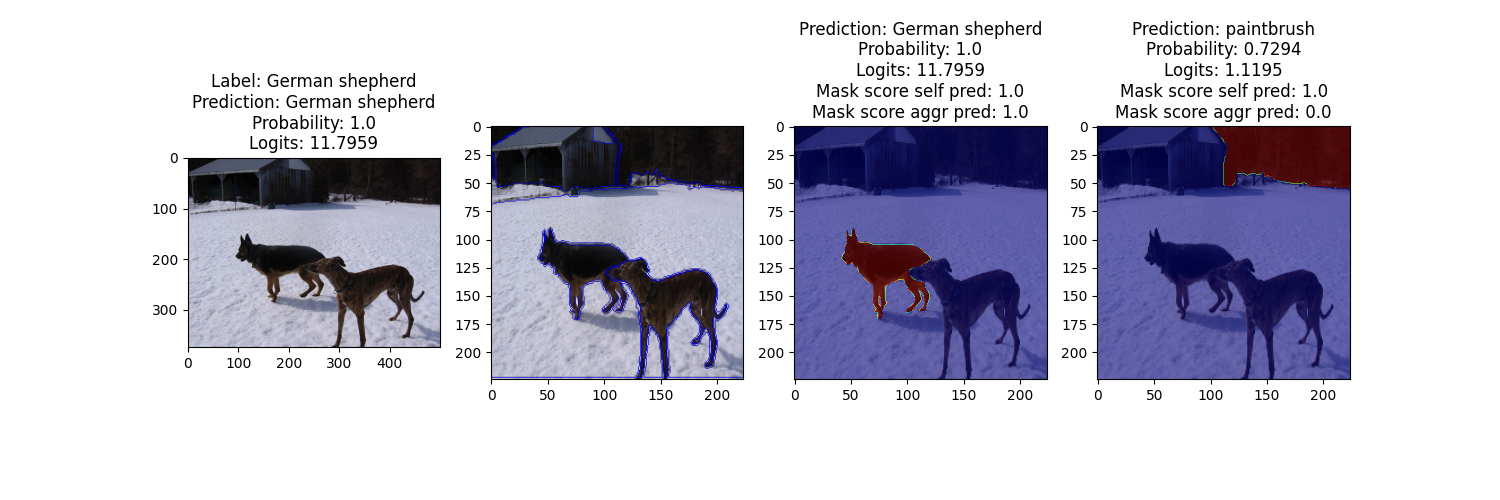 Label: German shepherd
Prediction: German shepherd
Probability: 1.0
Logits: 11.7959
0
100
200
300
0 100 200 300 400
0
25
50
75
100
125
150
175
200
0 50 100 150 200
Prediction: German shepherd
Probability: 1.0
Logits: 11.7959
Mask score self pred: 1.0
Mask score aggr pred: 1.0
0
25
50
75
100
125
150
175
200
0 50 100 150 200
Prediction: paintbrush
Probability: 0.7294
Logits: 1.1195
Mask score self pred: 1.0
Mask score aggr pred: 0.0
0
25
50
75
100
125
150
175
200
0 50 100 150 200